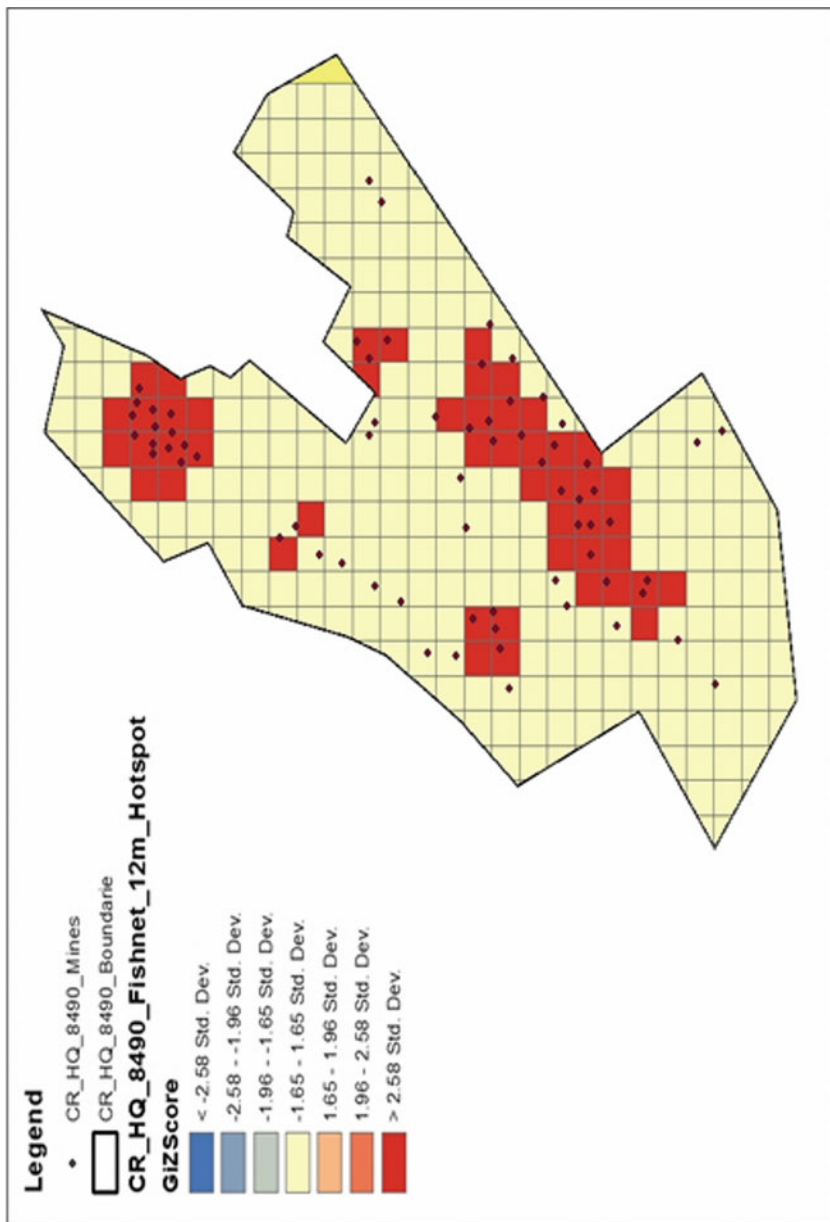 Legend
CR_HQ_8490_Mines
CR_HQ_8490_Boundarie
CR_HQ_8490_Fishnet_12m_Hotspot
GiZScore
< -2.58 Std. Dev.
-2.58 - -1.96 Std. Dev.
-1.96 - -1.65 Std. Dev.
-1.65 - 1.65 Std. Dev.
1.65 - 1.96 Std. Dev.
1.96 - 2.58 Std. Dev.
> 2.58 Std. Dev.